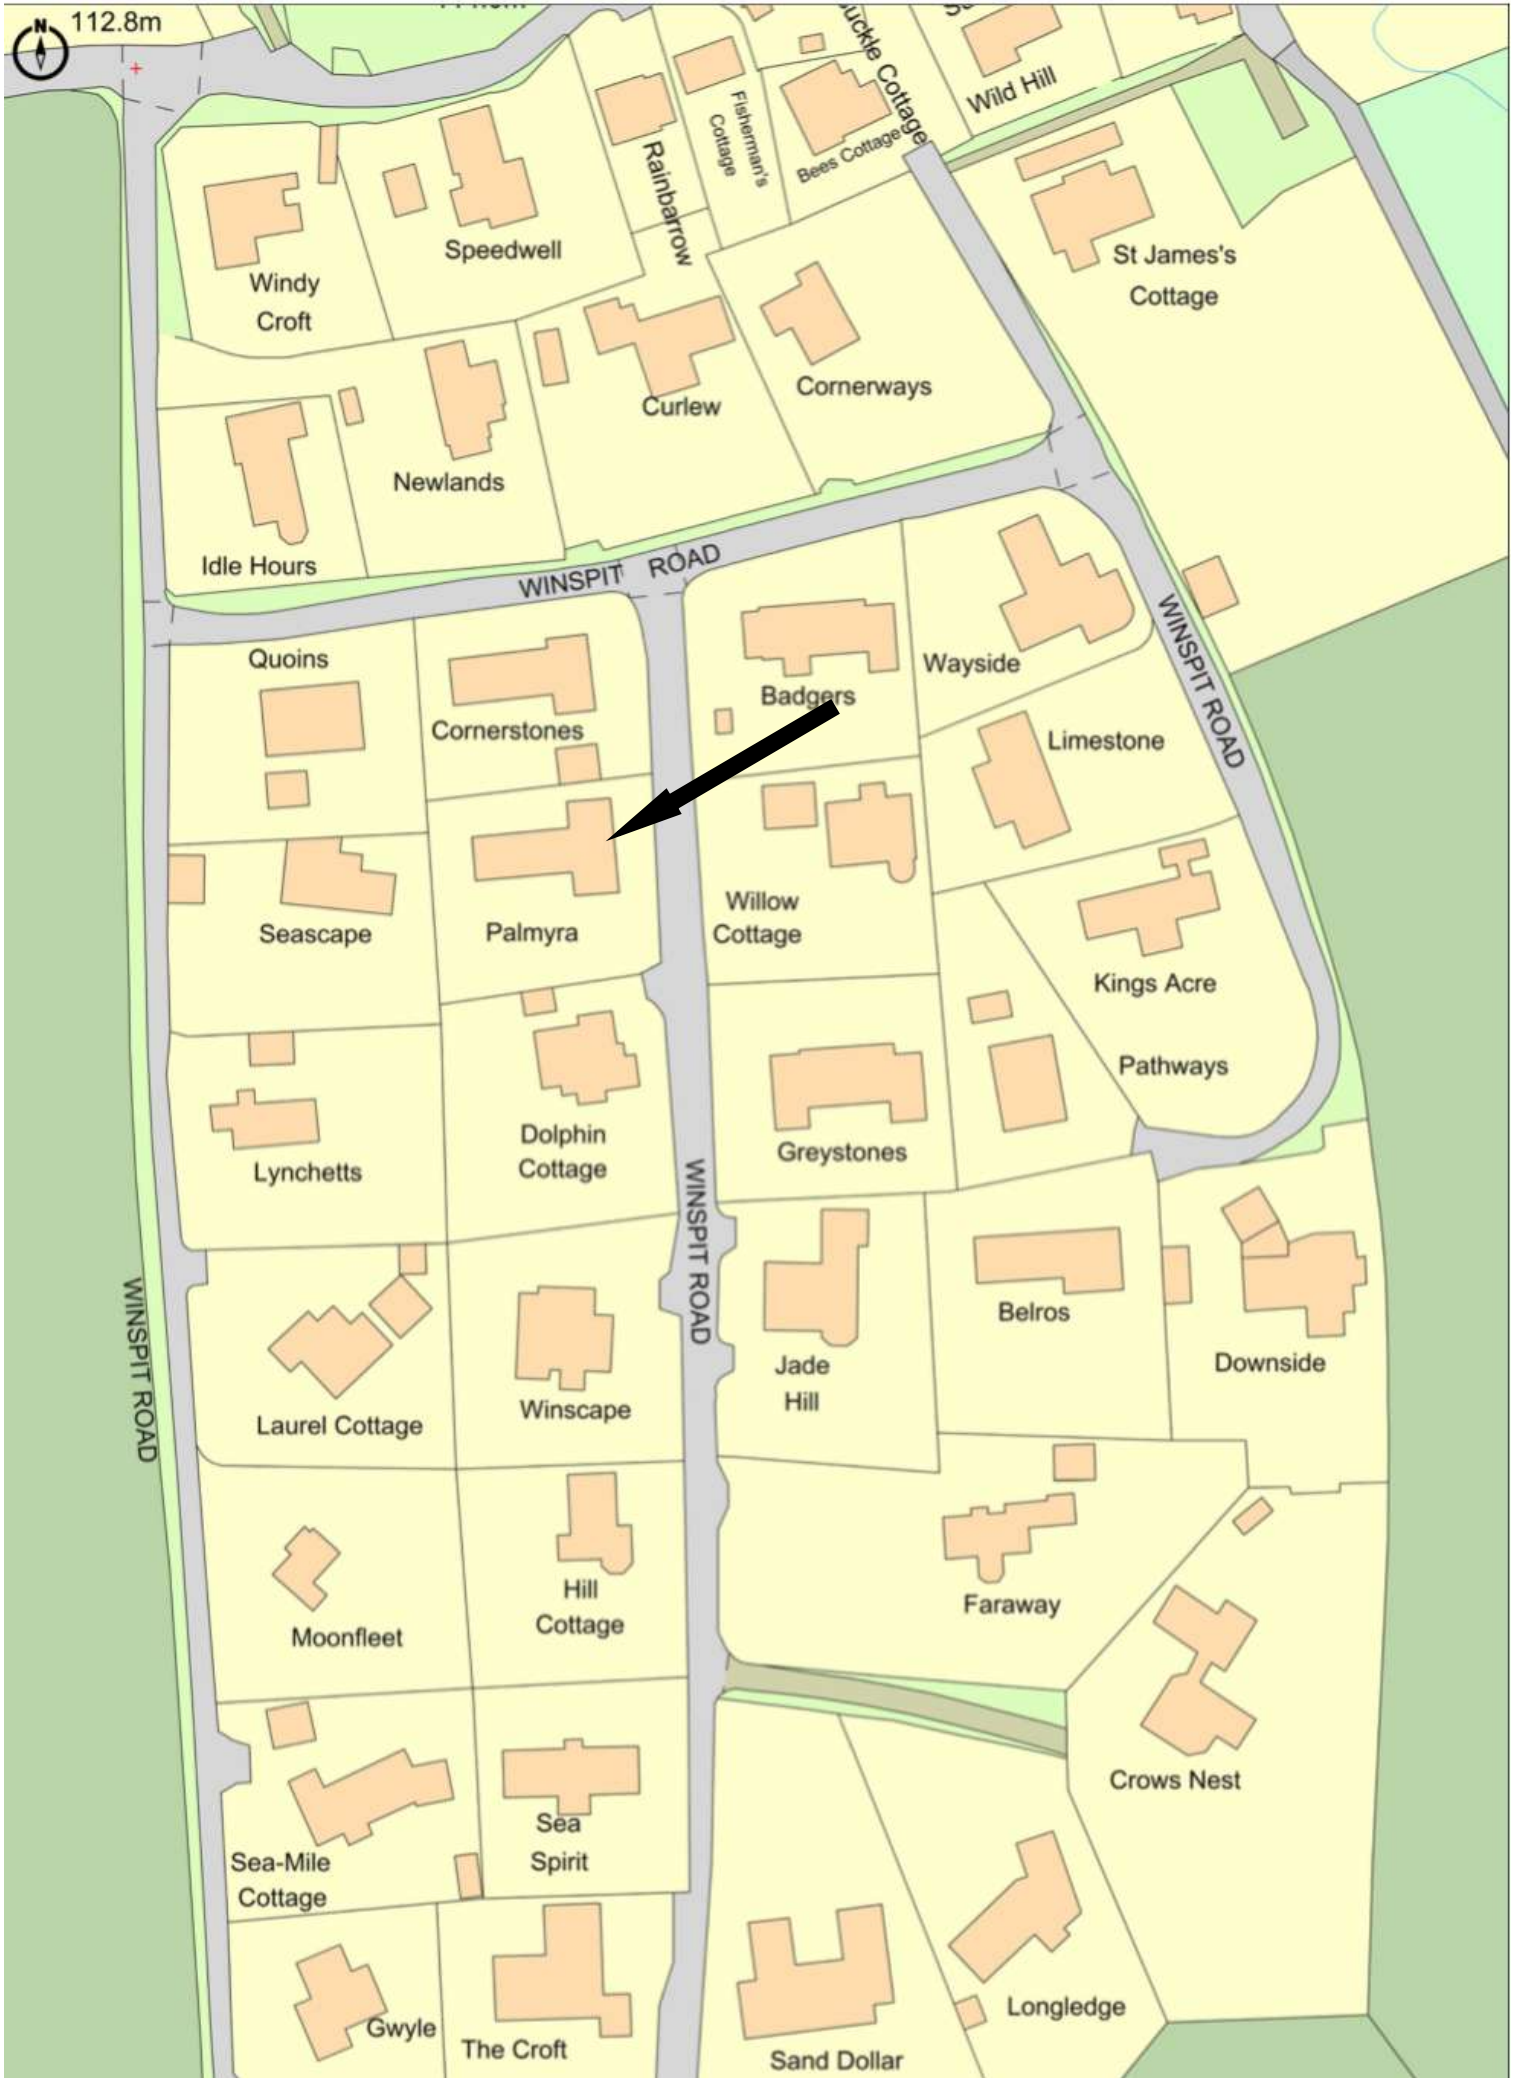 N
112.8m
uckle Cottage
Wild Hill
Fisherman's
Cottage
Bees Cottage
Rainbarrow
Speedwell
Windy
Croft
St James's
Cottage
Cornerways
Curlew
Newlands
Idle Hours
WINSPIT ROAD
Quoins
Cornerstones
Badgers
Wayside
WINSPIT ROAD
Limestone
Willow
Cottage
Seascape
Palmyra
Kings Acre
Pathways
Dolphin
Cottage
Greystones
Lynchetts
WINSPIT ROAD
WINSPIT ROAD
Belros
Jade
Hill
Downside
Winscape
Laurel Cottage
Hill
Cottage
Faraway
Moonfleet
Crows Nest
Sea
Spirit
Sea-Mile
Cottage
Longledge
Gwyle
The Croft
Sand Dollar